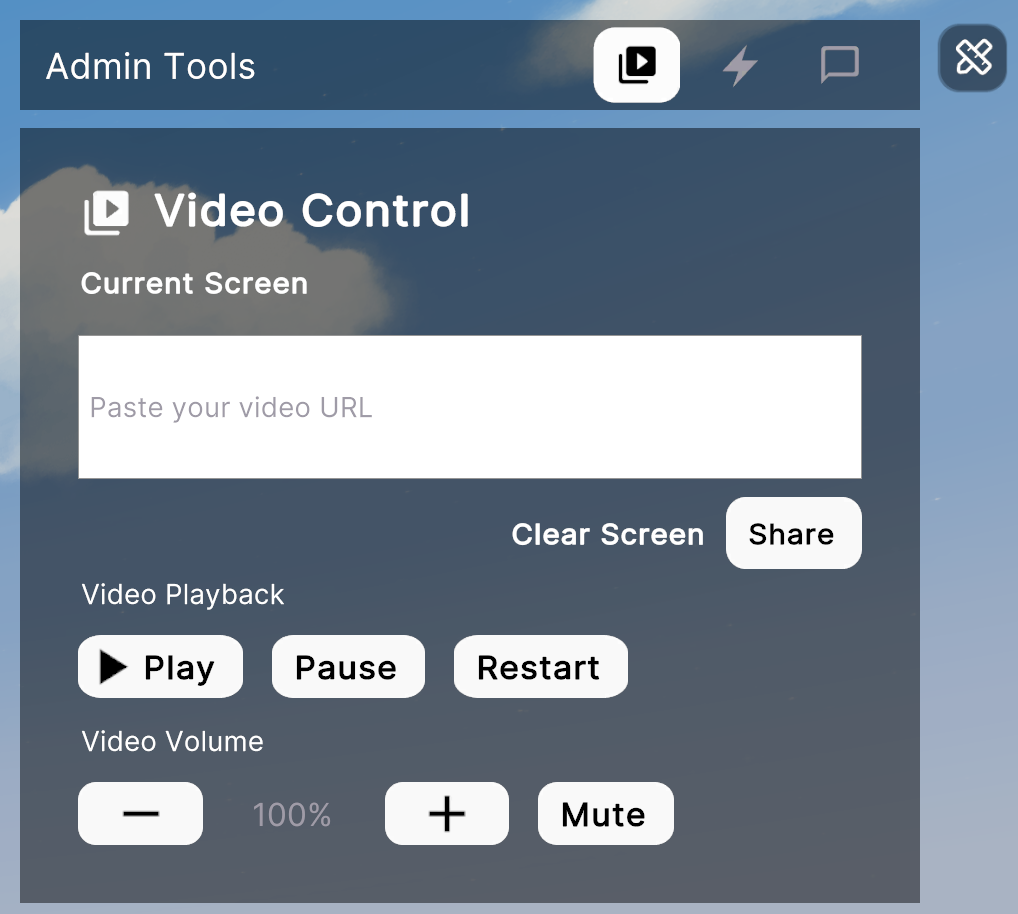 Admin Tools
Video Control
Current Screen
Paste your video URL
Clear Screen Share
Video Playback
Play Pause Restart
Video Volume
100% Mute